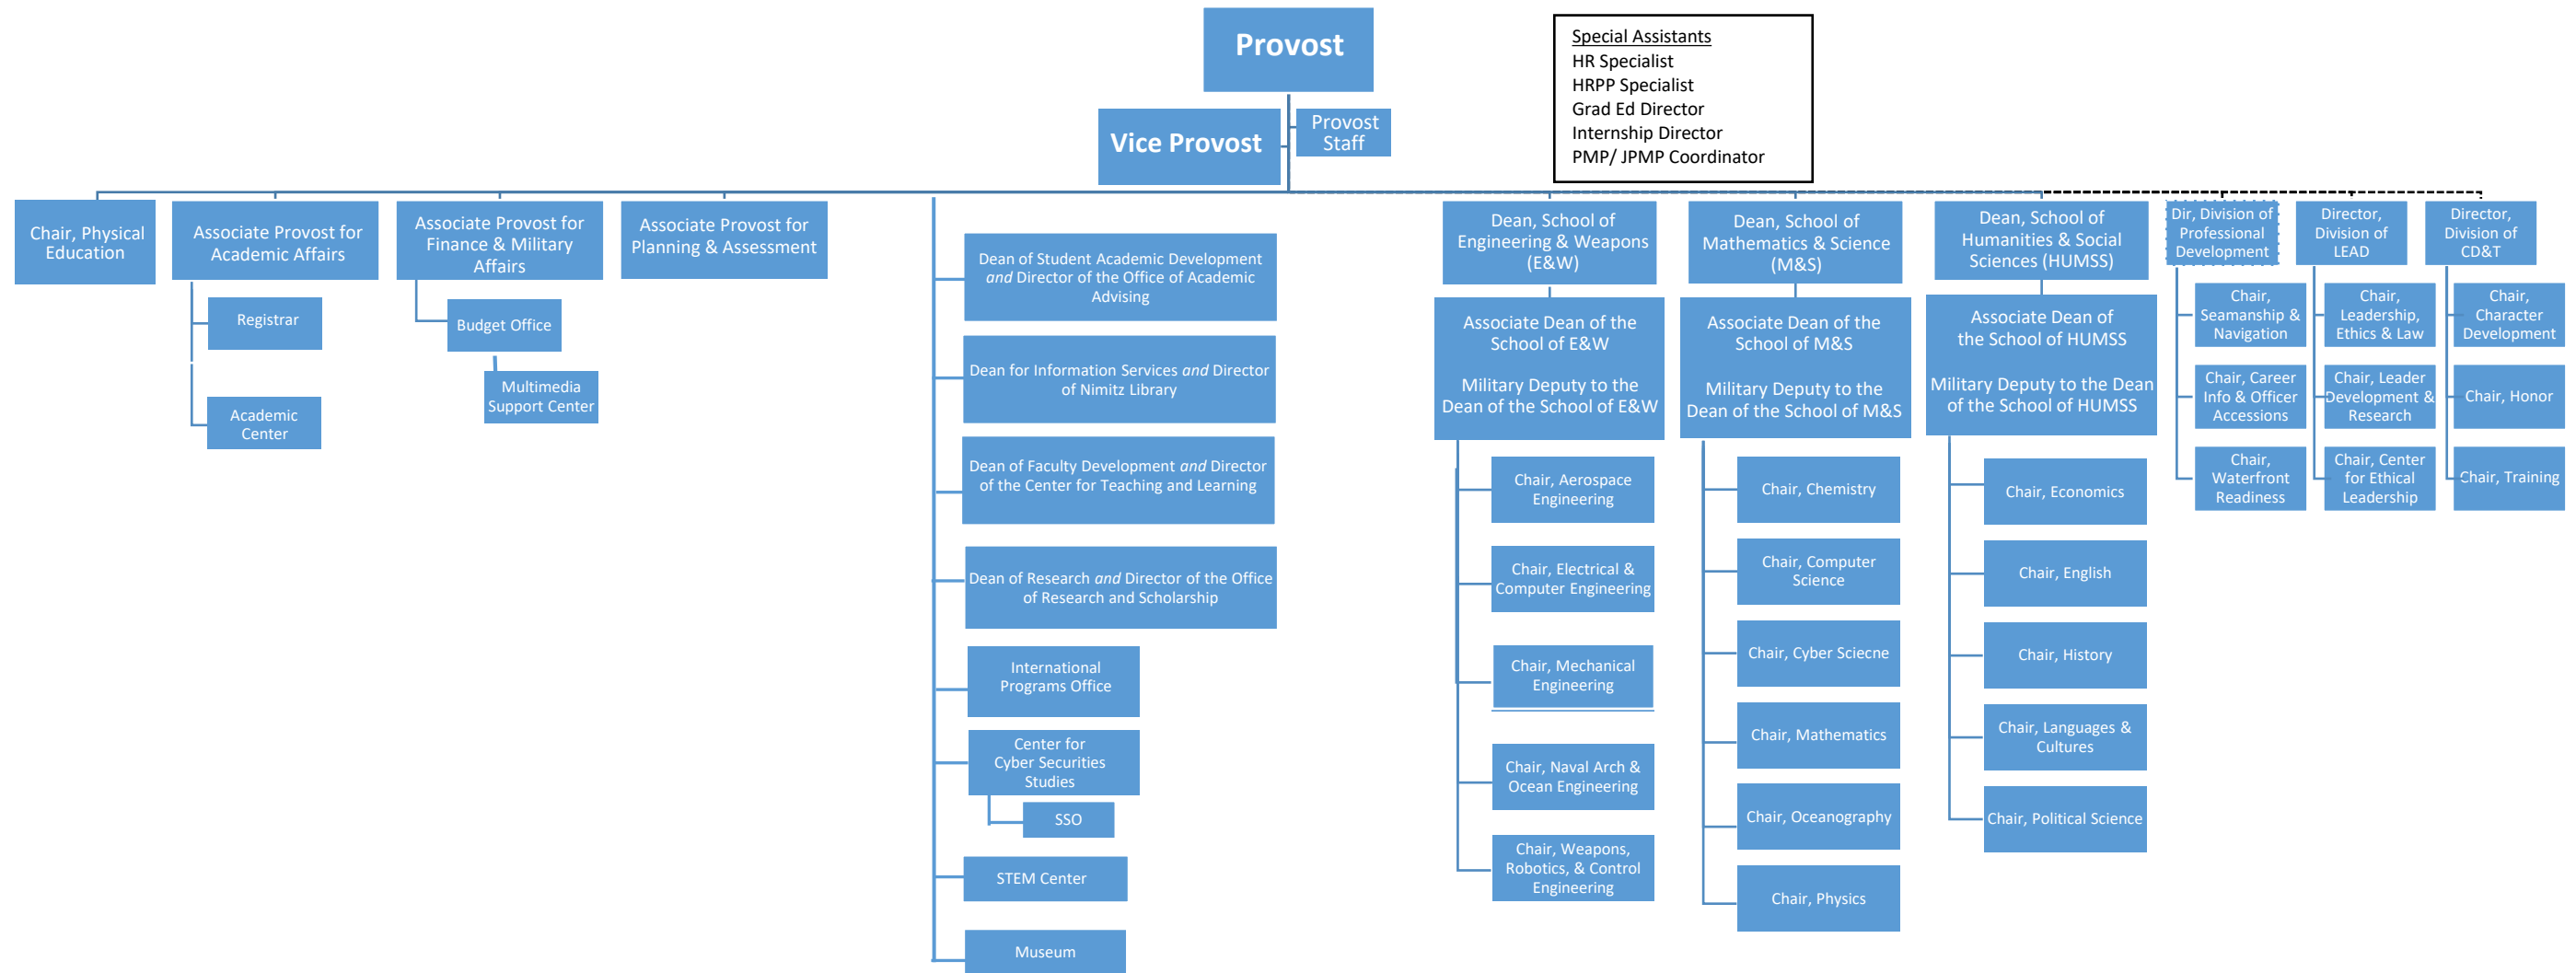 Provost
Vice Provost
Provost
Staff
Special Assistants
HR Specialist
HRPP Specialist
Grad Ed Director
Internship Director
PMP/ JPMP Coordinator
Chair, Physical
Education
Associate Provost for
Academic Affairs
Registrar
Academic
Center
Associate Provost for
Finance & Military
Affairs
Budget Office
Multimedia
Support Center
Associate Provost for
Planning & Assessment
Dean of Student Academic Development
and Director of the Office of Academic
Advising
Dean for Information Services and Director
of Nimitz Library
Dean of Faculty Development and Director
of the Center for Teaching and Learning
Dean of Research and Director of the Office
of Research and Scholarship
International
Programs Office
Center for
Cyber Securities
Studies
SSO
STEM Center
Museum
Dean, School of
Engineering & Weapons
(E&W)
Associate Dean of the
School of E&W
Military Deputy to the
Dean of the School of E&W
Chair, Aerospace
Engineering
Chair, Electrical &
Computer Engineering
Chair, Mechanical
Engineering
Chair, Naval Arch &
Ocean Engineering
Chair, Weapons,
Robotics, & Control
Engineering
Dean, School of
Mathematics & Science
(M&S)
Associate Dean of the
School of M&S
Military Deputy to the
Dean of the School of M&S
Chair, Chemistry
Chair, Computer
Science
Chair, Cyber Sciecne
Chair, Mathematics
Chair, Oceanography
Chair, Physics
Dean, School of
Humanities & Social
Sciences (HUMSS)
Associate Dean of
the School of HUMSS
Military Deputy to the Dean
of the School of HUMSS
Chair, Economics
Chair, English
Chair, History
Chair, Languages &
Cultures
Chair, Political Science
Dir, Division of
Professional
Development
Chair,
Seamanship &
Navigation
Chair, Career
Info & Officer
Accessions
Chair,
Waterfront
Readiness
Director,
Division of
LEAD
Chair,
Leadership,
Ethics & Law
Chair, Leader
Development &
Research
Chair, Center
for Ethical
Leadership
Director,
Division of
CD&T
Chair,
Character
Development
Chair, Honor
Chair, Training